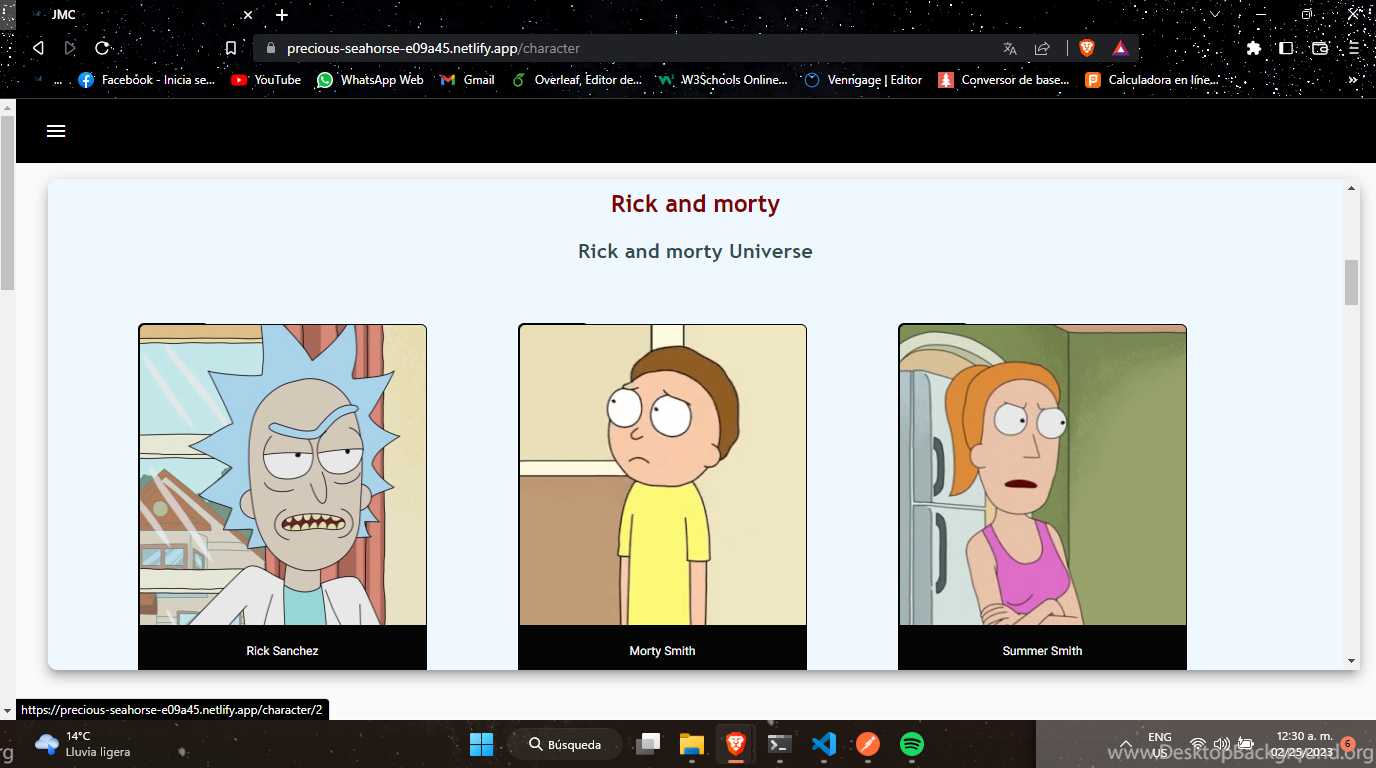 JMC
precious-seahorse-e09a45.netlify.app/character
...
Facebook - Inicia se...
YouTube
WhatsApp Web
Gmail
Overleaf, Editor de...
W3Schools Online...
Venngage | Editor
Conversor de base...
Calculadora en líne...
Rick and morty
Rick and morty Universe
Rick Sanchez
Morty Smith
Summer Smith
https://precious-seahorse-e09a45.netlify.app/character/2
14°C
Lluvia ligera
Búsqueda
ENG
US
12:30 a. m.
02/25/2023
6
rg
www.DesktopBackground.org